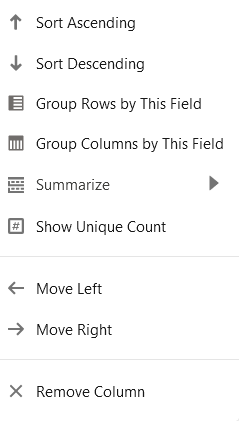 Sort Ascending
Sort Descending
Group Rows by This Field
Group Columns by This Field
Summarize
# Show Unique Count
Move Left
Move Right
Remove Column